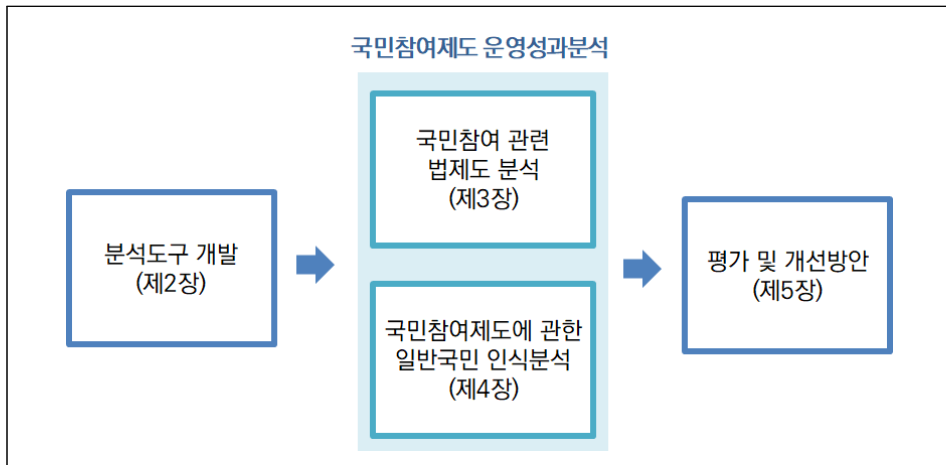 국민참여제도 운영성과분석
분석도구 개발
(제2장)
국민참여 관련
법제도 분석
(제3장)
국민참여제도에 관한
일반국민 인식분석
(제4장)
평가 및 개선방안
(제5장)